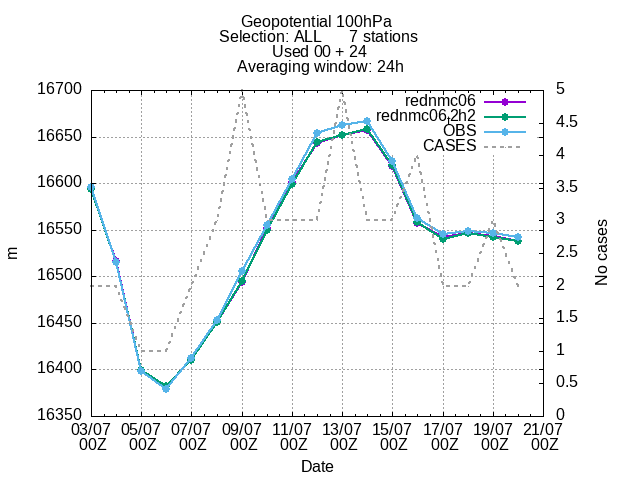 Geopotential 100hPa
Selection: ALL 7 stations
Used 00 + 24
Averaging window: 24h
rednmc06
rednmc06,2h2
OBS
CASES
16700
16650
16600
16550
16500
16450
16400
16350
m
5
4.5
4
3.5
3
2.5
2
1.5
1
0.5
0
No cases
03/07 05/07 07/07 09/07 11/07 13/07 15/07 17/07 19/07 21/07
00Z 00Z 00Z 00Z 00Z 00Z 00Z 00Z 00Z 00Z
Date